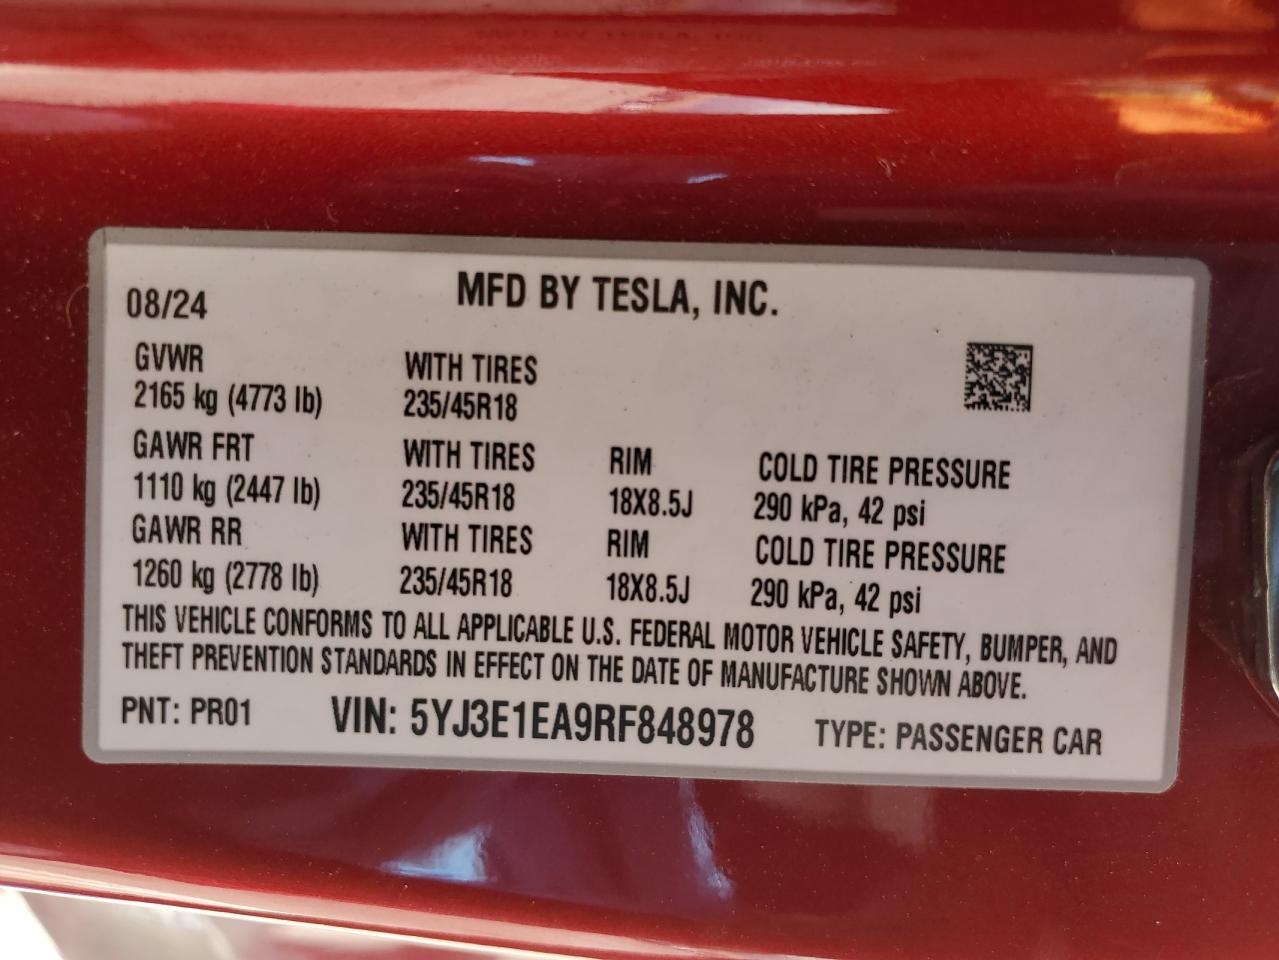 08/24
MFD BY TESLA, INC.
GVWR
WITH TIRES
2165 kg (4773 lb)
235/45R18
GAWR FRT
WITH TIRES
RIM
COLD TIRE PRESSURE
1110 kg (2447 lb)
235/45R18
18X8.5J
290 kPa, 42 psi
GAWR RR
WITH TIRES
RIM
COLD TIRE PRESSURE
1260 kg (2778 lb)
235/45R18
18X8.5J
290 kPa, 42 psi
THIS VEHICLE CONFORMS TO ALL APPLICABLE U.S. FEDERAL MOTOR VEHICLE SAFETY, BUMPER, AND
THEFT PREVENTION STANDARDS IN EFFECT ON THE DATE OF MANUFACTURE SHOWN ABOVE.
PNT: PR01
VIN: 5YJ3E1EA9RF848978
TYPE: PASSENGER CAR